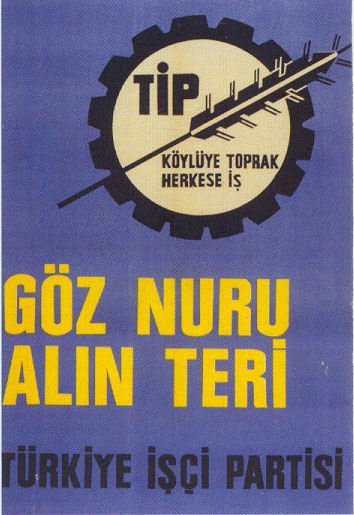 TİP
KÖYLÜYE TOPRAK
HERKESE İŞ
GÖZ NURU
ALIN TERİ
TÜRKİYE İŞÇİ PARTİSİ